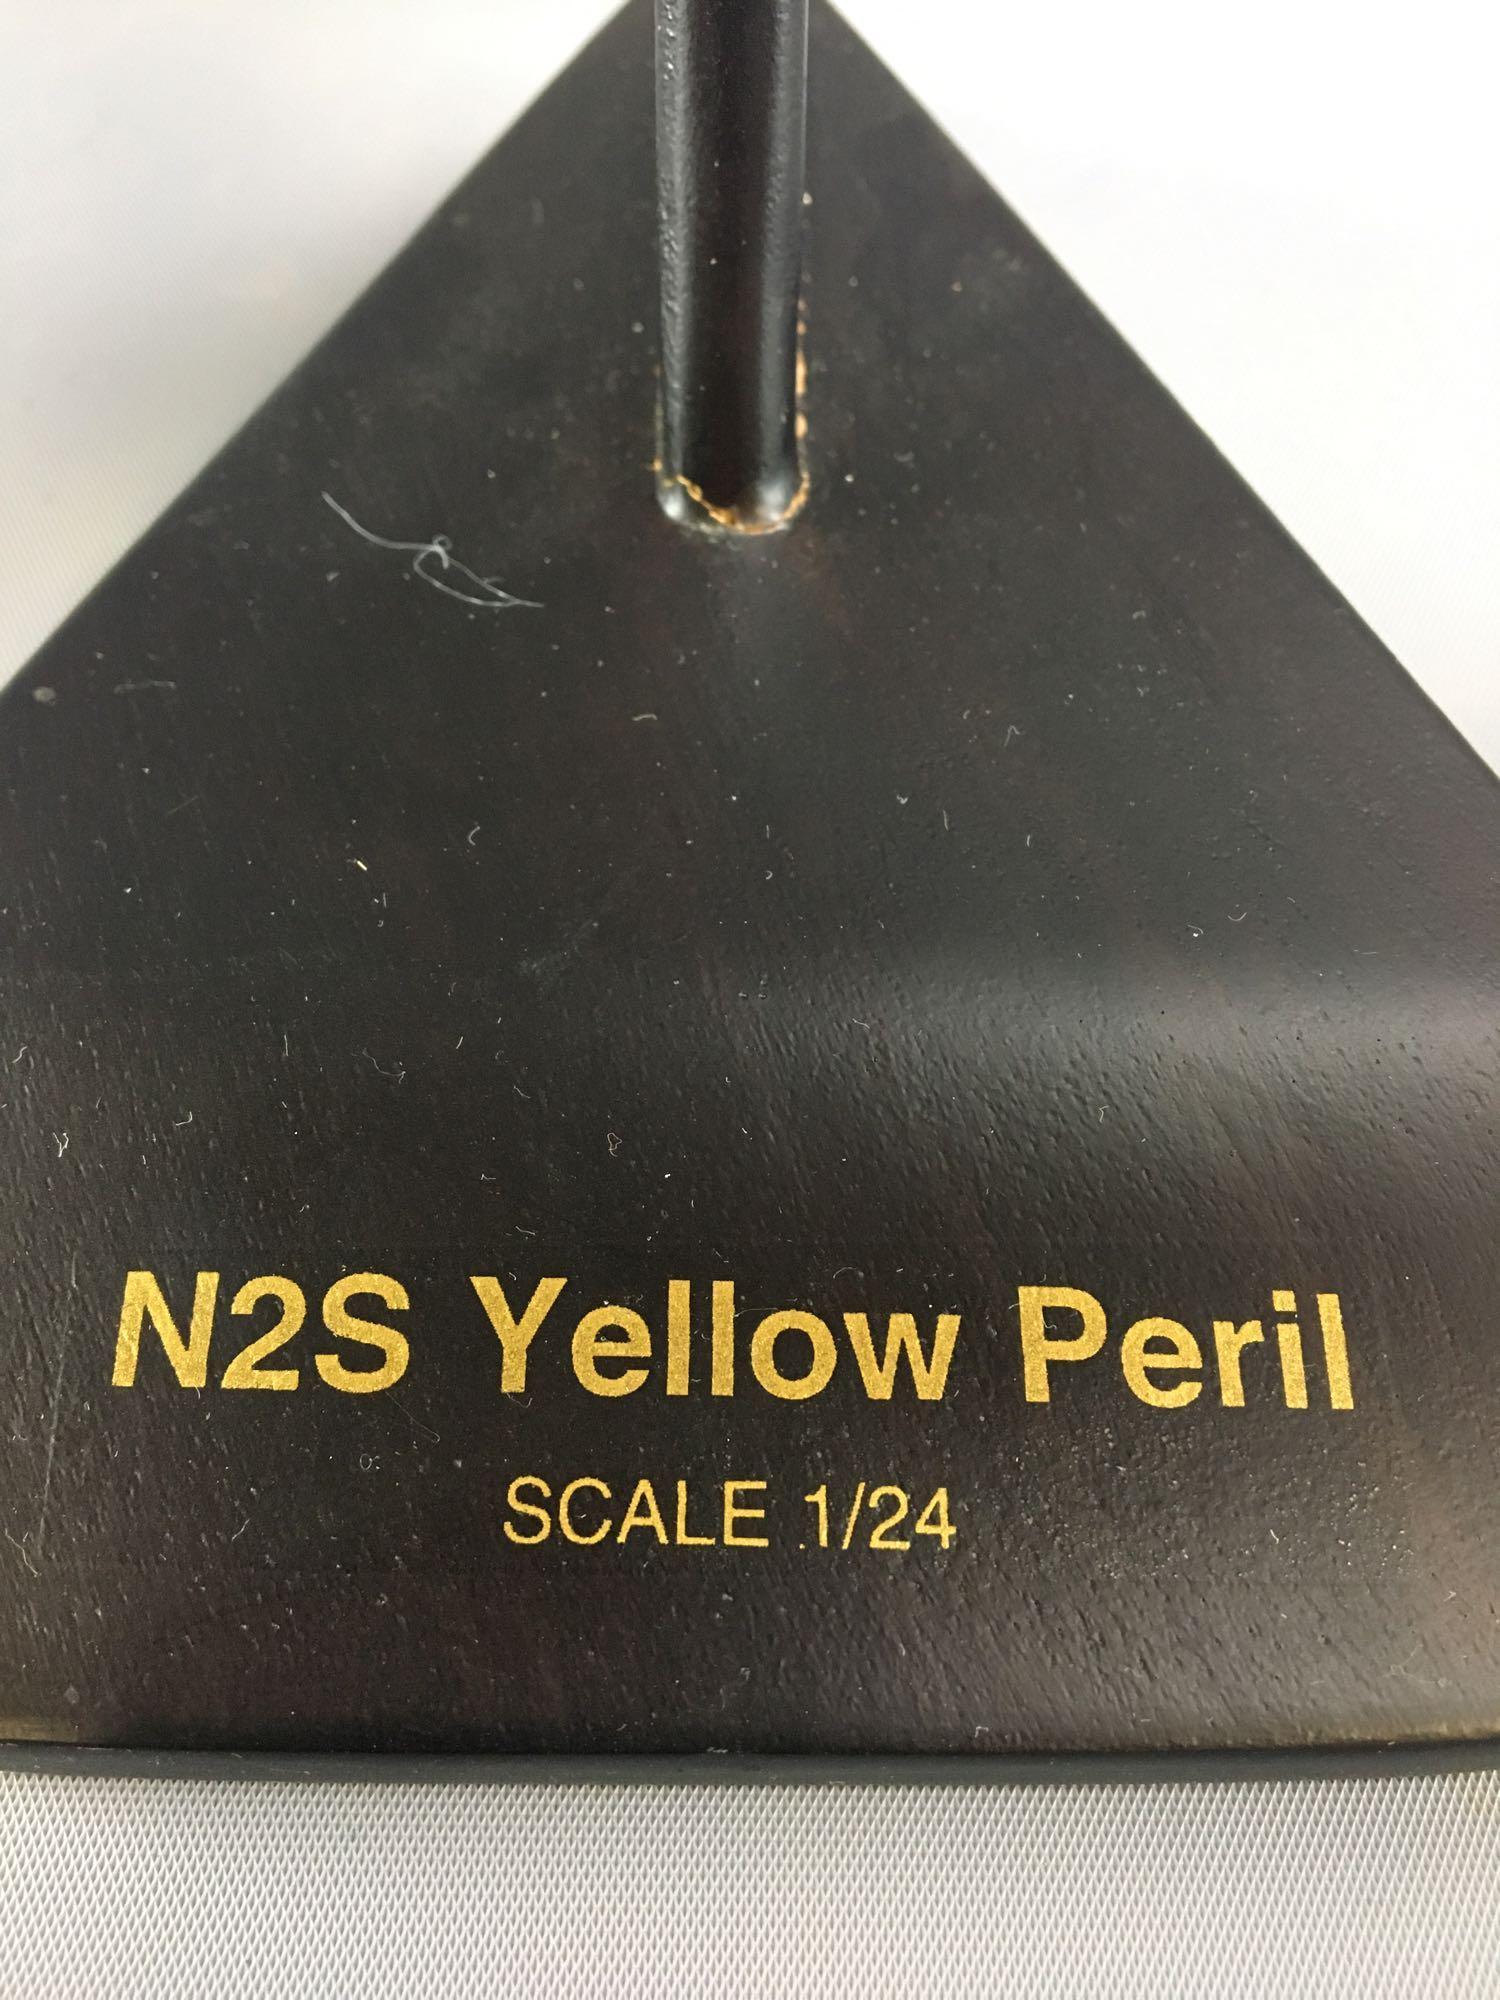 N2S Yellow Peril
SCALE 1/24